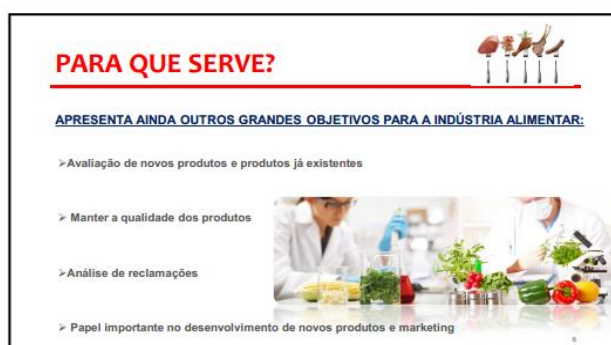 PARA QUE SERVE?
APRESENTA AINDA OUTROS GRANDES OBJETIVOS PARA A INDÚSTRIA ALIMENTAR:
➢Avaliação de novos produtos e produtos já existentes
➢ Manter a qualidade dos produtos
➢Análise de reclamações
➢ Papel importante no desenvolvimento de novos produtos e marketing
6